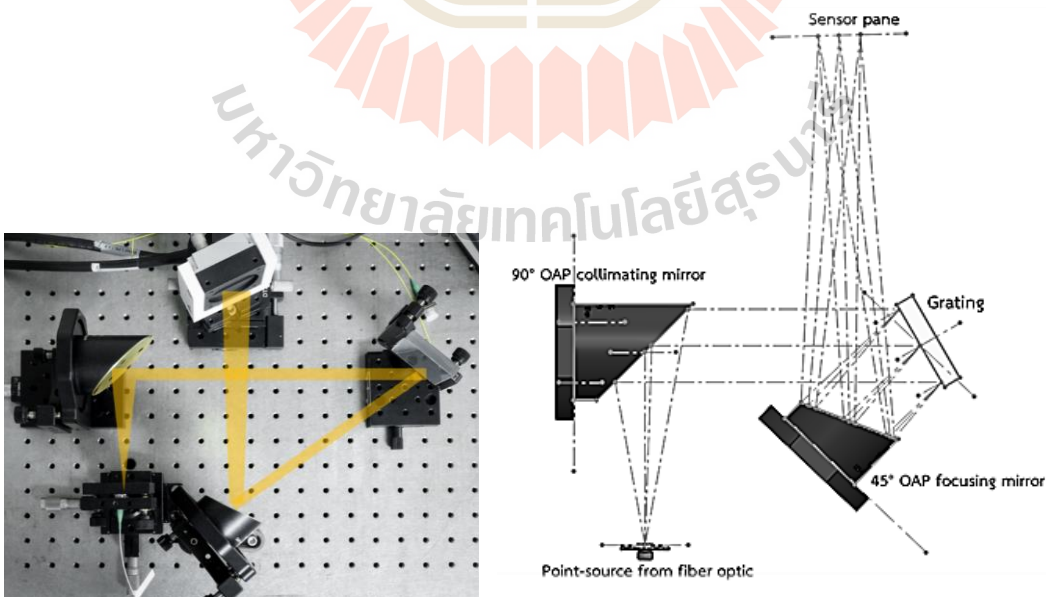 Sensor pane
มหาวิทยาลัยเทคโนโลยีสุรนารี
90° OAP collimating mirror
Grating
45° OAP focusing mirror
Point-source from fiber optic